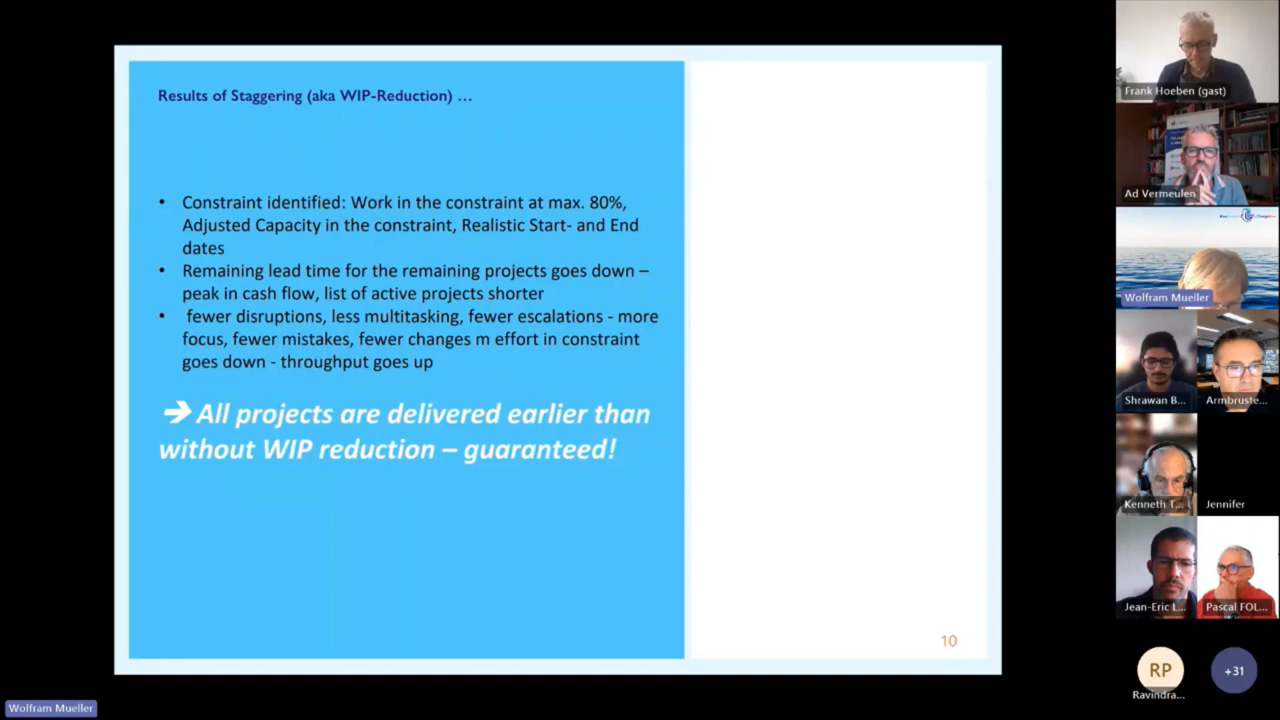 Results of Staggering (aka WIP-Reduction) …
• Constraint identified: Work in the constraint at max. 80%,
Adjusted Capacity in the constraint, Realistic Start- and End
dates
• Remaining lead time for the remaining projects goes down –
peak in cash flow, list of active projects shorter
• fewer disruptions, less multitasking, fewer escalations - more
focus, fewer mistakes, fewer changes m effort in constraint
goes down - throughput goes up
➔ All projects are delivered earlier than
without WIP reduction – guaranteed!
10
Wolfram Mueller
Frank Hoeben (gast)
Ad Vermeulen
Wolfram Mueller
Shrawan B...
Armbruste...
Kenneth T...
Jennifer
Jean-Eric L...
Pascal FOL...
RP
Ravindra...
+31